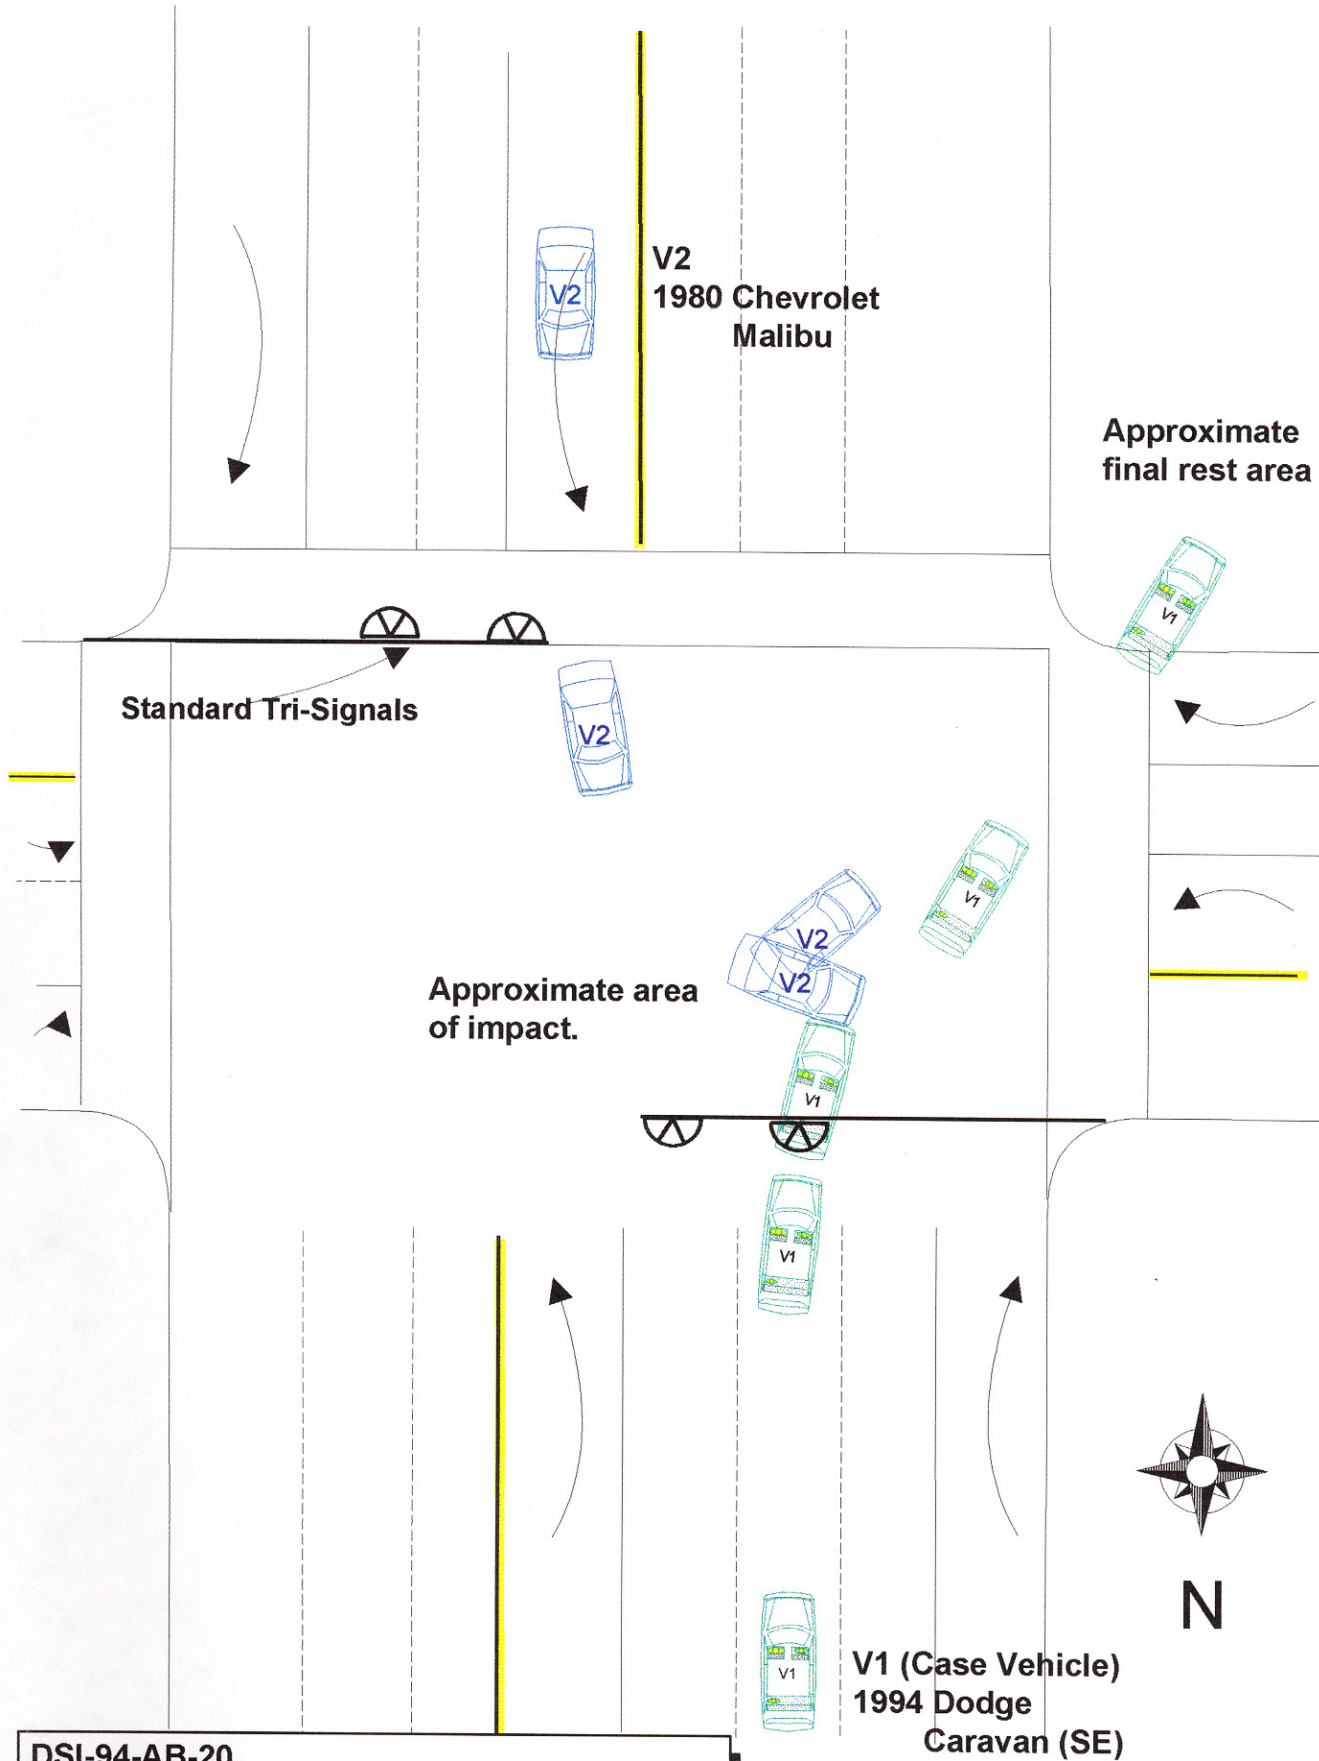 V2
V2
1980 Chevrolet
Malibu
Approximate
final rest area
V1
Standard Tri-Signals
V2
V1
V2
V2
Approximate area
of impact.
V1
V1
N
V1
V1 (Case Vehicle)
1994 Dodge
Caravan (SE)
DSI-94-AB-20